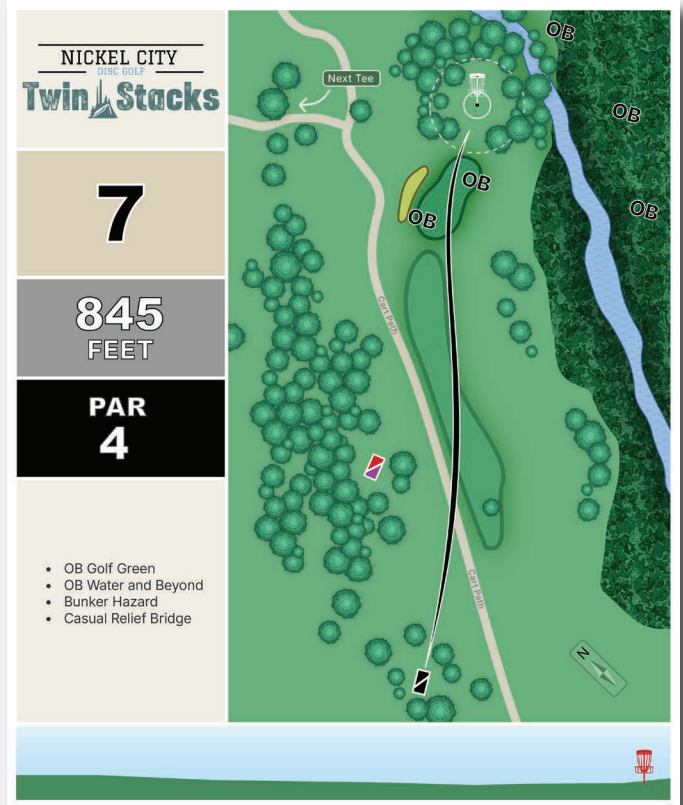 NICKEL CITY
DISC GOLF
Twin Stacks
7
845
FEET
PAR
4
• OB Golf Green
• OB Water and Beyond
• Bunker Hazard
• Casual Relief Bridge
Next Tee
OB
OB
OB
OB
OB
Cart Path
Cart Path
N